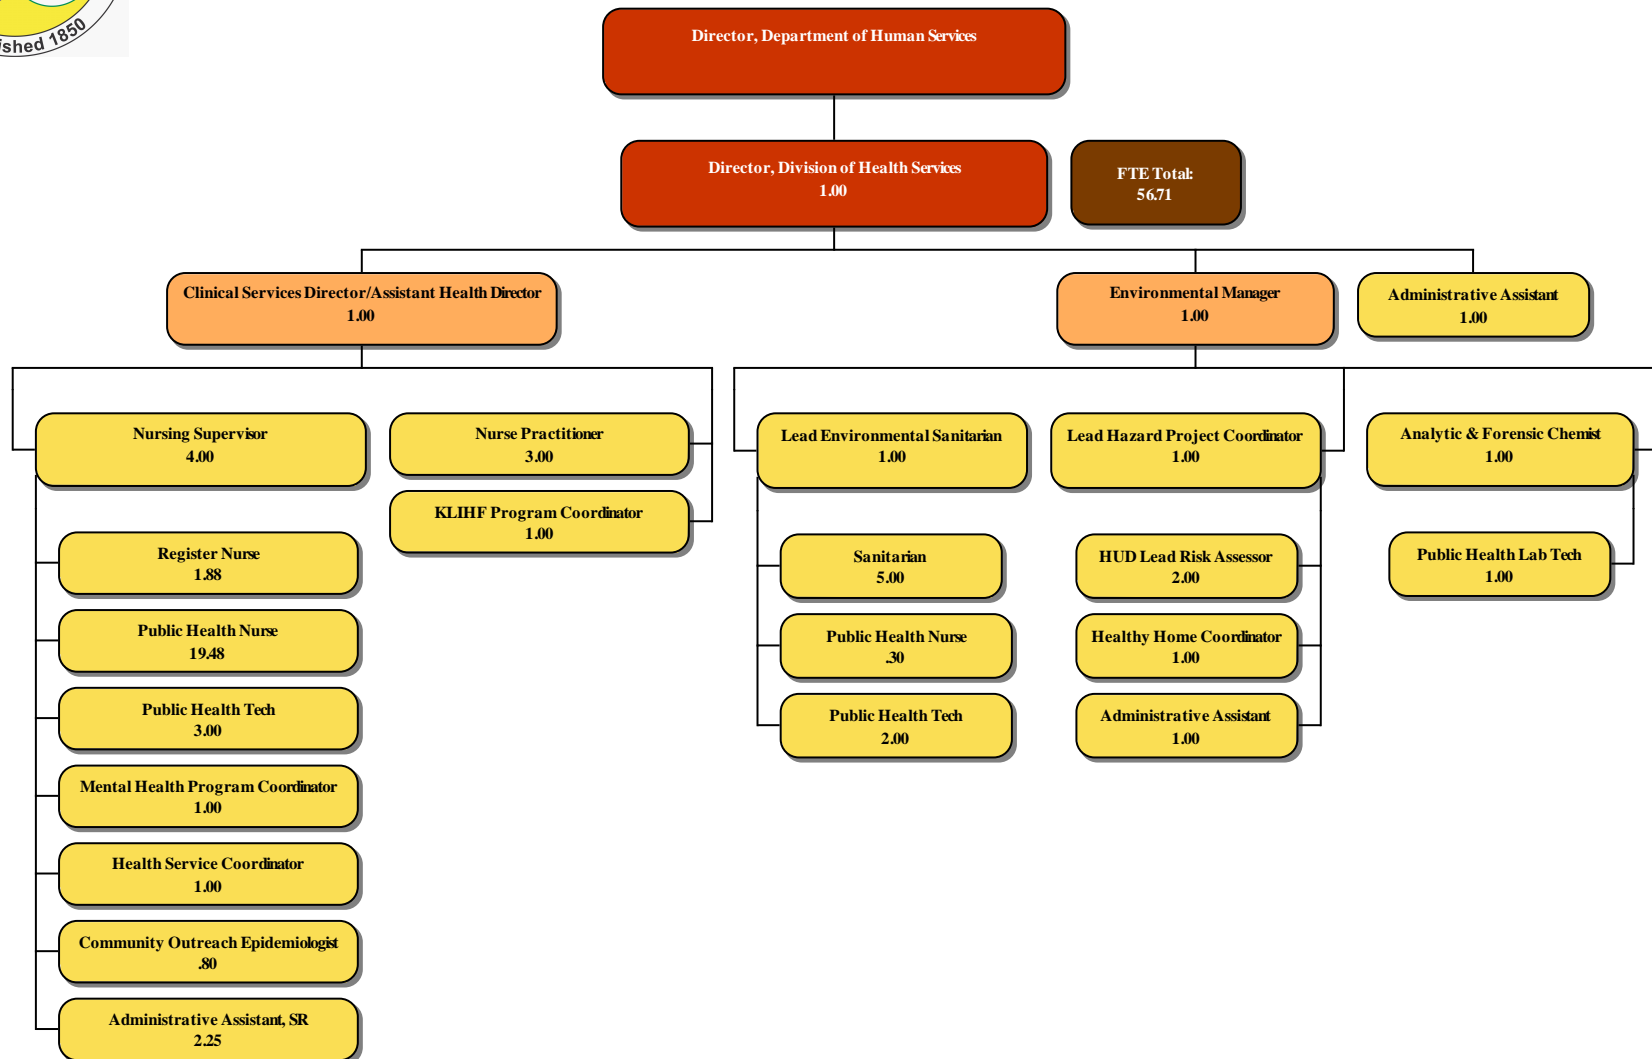 ished 1850
Director, Department of Human Services
Director, Division of Health Services
1.00
FTE Total:
56.71
Clinical Services Director/Assistant Health Director
1.00
Environmental Manager
1.00
Administrative Assistant
1.00
Nursing Supervisor
4.00
Nurse Practitioner
3.00
KLIHF Program Coordinator
1.00
Register Nurse
1.88
Public Health Nurse
19.48
Public Health Tech
3.00
Mental Health Program Coordinator
1.00
Health Service Coordinator
1.00
Community Outreach Epidemiologist
.80
Administrative Assistant, SR
2.25
Lead Environmental Sanitarian
1.00
Sanitarian
5.00
Public Health Nurse
.30
Public Health Tech
2.00
Lead Hazard Project Coordinator
1.00
HUD Lead Risk Assessor
2.00
Healthy Home Coordinator
1.00
Administrative Assistant
1.00
Analytic & Forensic Chemist
1.00
Public Health Lab Tech
1.00